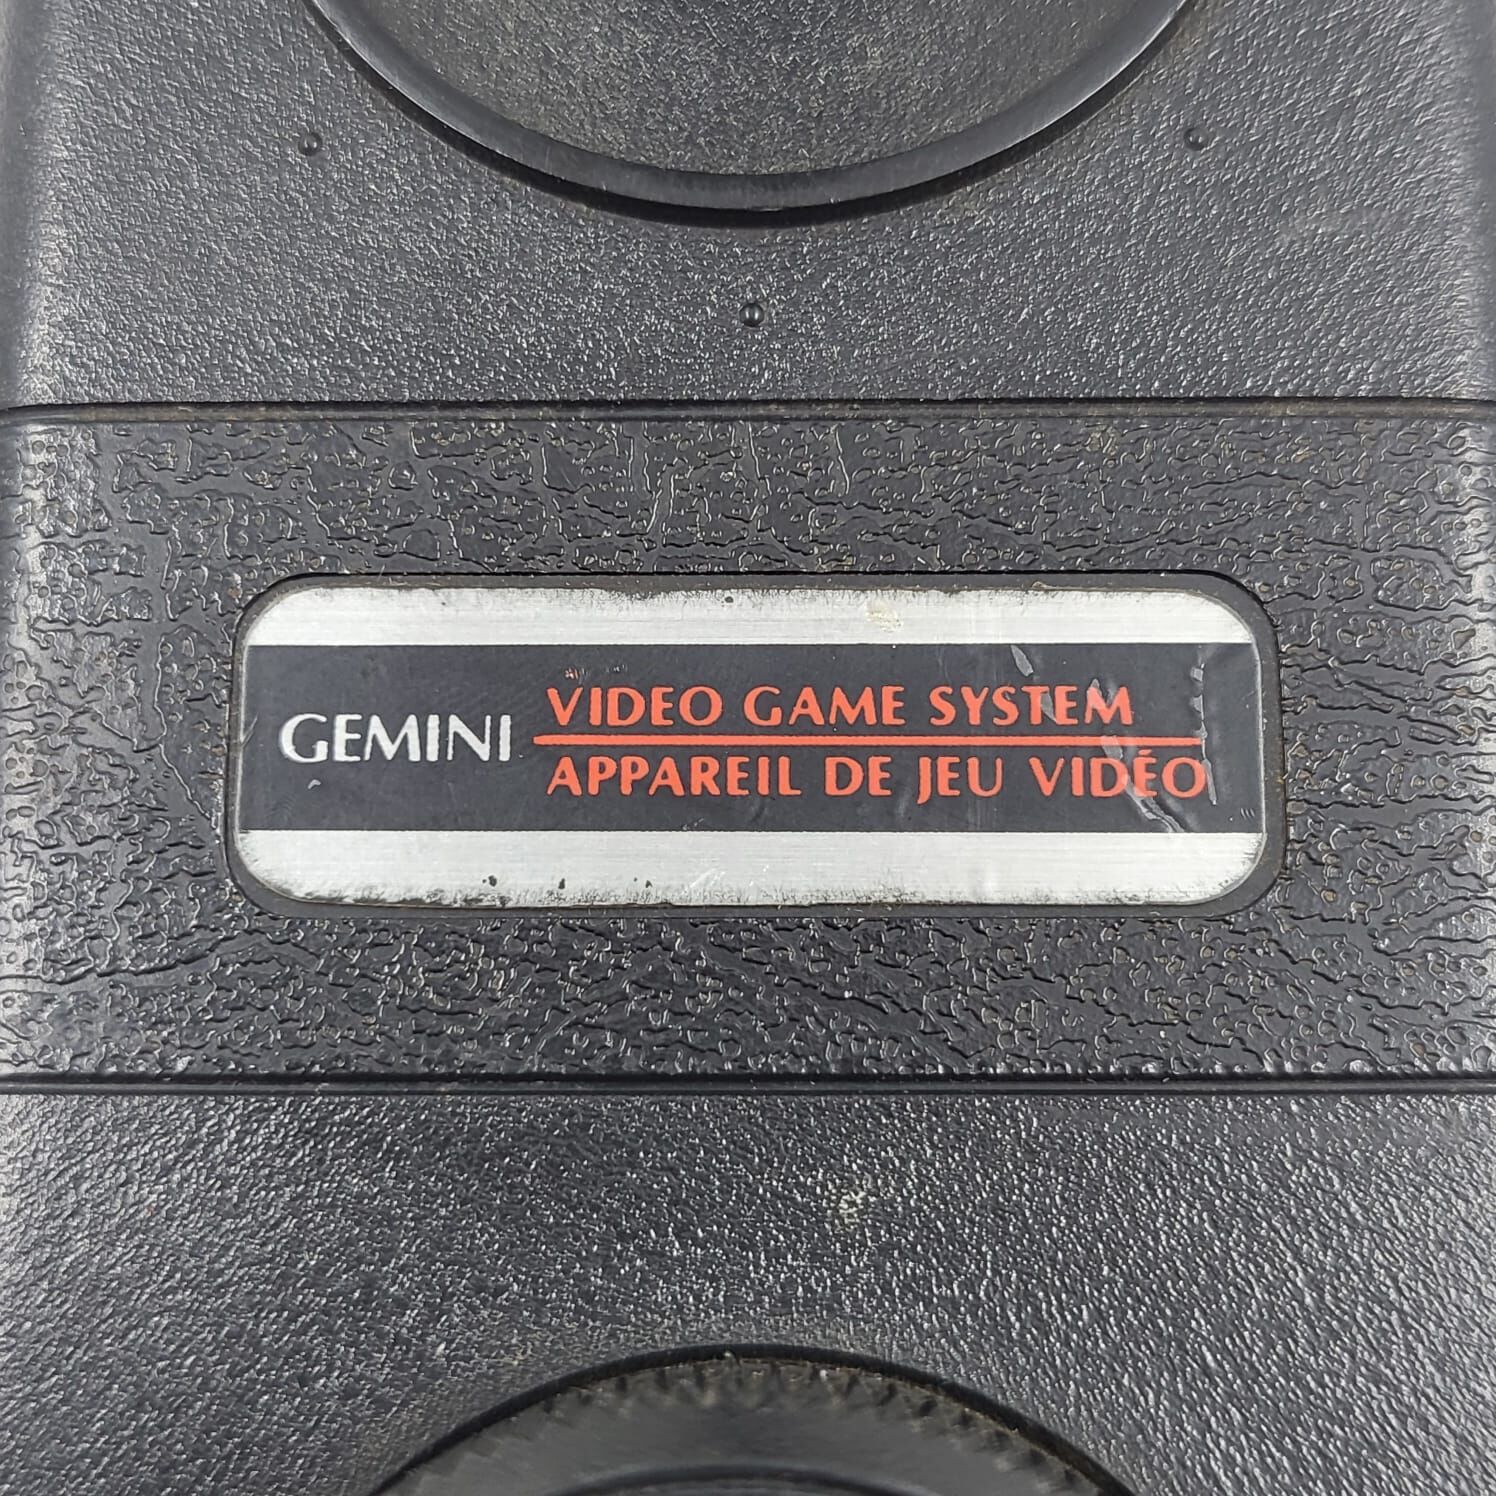 GEMINI
VIDEO GAME SYSTEM
APPAREIL DE JEU VIDÉO